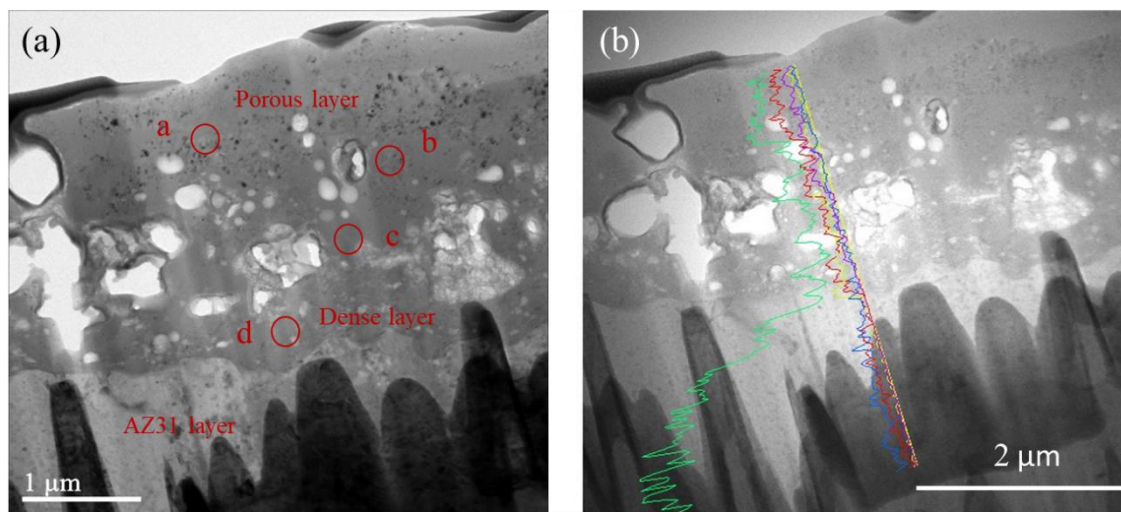 (a)
Porous layer
a
b
c
d
Dense layer
AZ31 layer
1 μm
(b)
2 μm